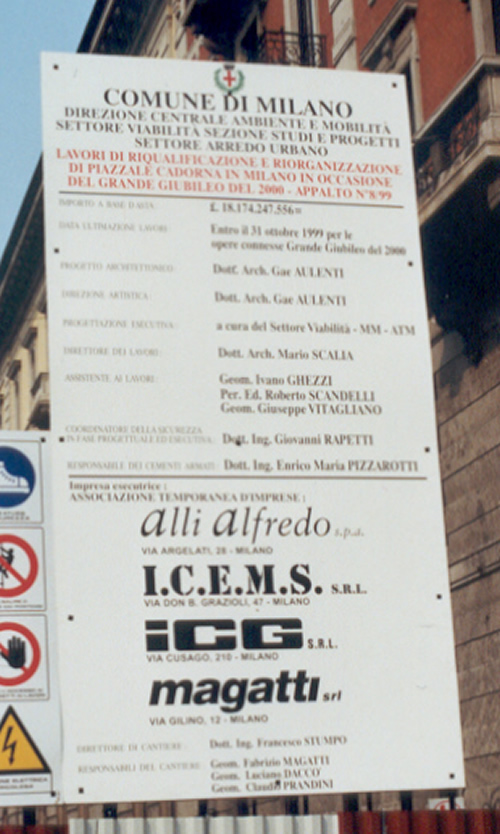 COMUNE DI MILANO
DIREZIONE CENTRALE AMBIENTE E MOBILITÀ
SETTORE VIABILITÀ SEZIONE STUDI E PROGETTI
SETTORE ARREDO URBANO
LAVORI DI RIQUALIFICAZIONE E RIORGANIZZAZIONE
DI PIAZZALE CADORNA IN MILANO IN OCCASIONE
DEL GRANDE GIUBILEO DEL 2000 - APPALTO N°8/99
IMPORTO A BASE D'ASTA: £. 18.174.247.556=
DATA ULTIMAZIONE LAVORI: Entro il 31 ottobre 1999 per le
opere connesse Grande Giubileo del 2000
PROGETTO ARCHITETTONICO: Dott. Arch. Gae AULENTI
DIREZIONE ARTISTICA: Dott. Arch. Gae AULENTI
PROGETTAZIONE ESECUTIVA: a cura del Settore Viabilità - MM - ATM
DIRETTORE DEI LAVORI: Dott. Arch. Mario SCALIA
ASSISTENTE AI LAVORI: Geom. Ivano GHEZZI
Per. Ed. Roberto SCANDELLI
Geom. Giuseppe VITAGLIANO
COORDINATORE DELLA SICUREZZA
IN FASE PROGETTUALE ED ESECUTIVA: Dott. Ing. Giovanni RAPETTI
RESPONSABILE DEI CEMENTI ARMATI: Dott. Ing. Enrico Maria PIZZAROTTI
Impresa esecutrice :
ASSOCIAZIONE TEMPORANEA D'IMPRESE :
alli alfredo s.p.a.
VIA ARGELATI, 28 - MILANO
I.C.E.M.S. S.R.L.
VIA DON B. GRAZIOLI, 47 - MILANO
iCG S.R.L.
VIA CUSAGO, 210 - MILANO
magatti srl
VIA GILINO, 12 - MILANO
DIRETTORE DI CANTIERE: Dott. Ing. Francesco STUMPO
RESPONSABILI DEL CANTIERE: Geom. Fabrizio MAGATTI
Geom. Luciano DACCO'
Geom. Claudio PRANDINI